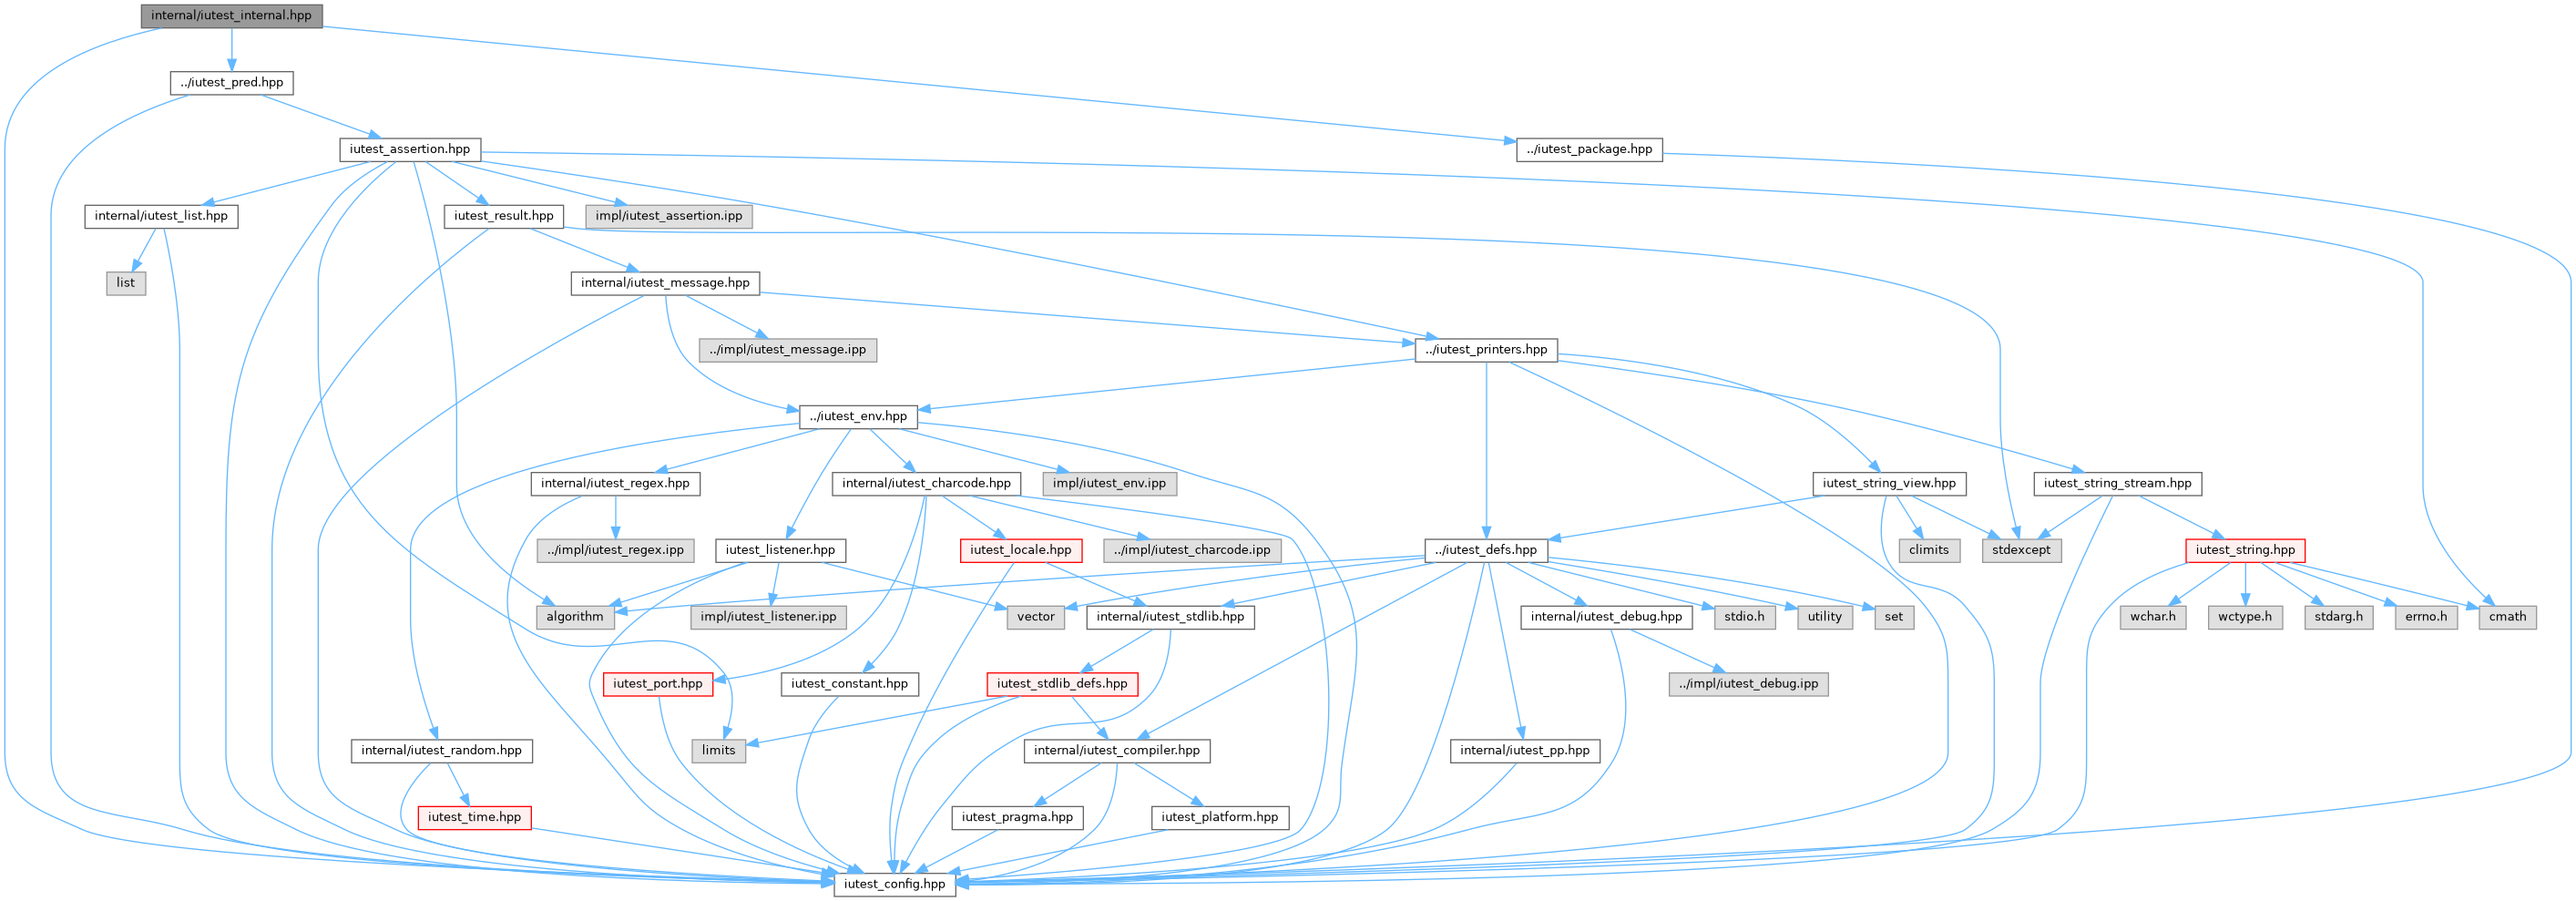 internal/iutest_internal.hpp
../iutest_pred.hpp
iutest_assertion.hpp
../iutest_package.hpp
internal/iutest_list.hpp
iutest_result.hpp
impl/iutest_assertion.ipp
list
internal/iutest_message.hpp
../impl/iutest_message.ipp
../iutest_printers.hpp
../iutest_env.hpp
internal/iutest_regex.hpp
internal/iutest_charcode.hpp
impl/iutest_env.ipp
iutest_string_view.hpp
iutest_string_stream.hpp
../impl/iutest_regex.ipp
iutest_listener.hpp
iutest_locale.hpp
../impl/iutest_charcode.ipp
../iutest_defs.hpp
climits
stdexcept
iutest_string.hpp
algorithm
impl/iutest_listener.ipp
vector
internal/iutest_stdlib.hpp
internal/iutest_debug.hpp
stdio.h
utility
set
wchar.h
wctype.h
stdarg.h
errno.h
cmath
iutest_port.hpp
iutest_constant.hpp
iutest_stdlib_defs.hpp
../impl/iutest_debug.ipp
internal/iutest_random.hpp
limits
internal/iutest_compiler.hpp
internal/iutest_pp.hpp
iutest_time.hpp
iutest_pragma.hpp
iutest_platform.hpp
iutest_config.hpp